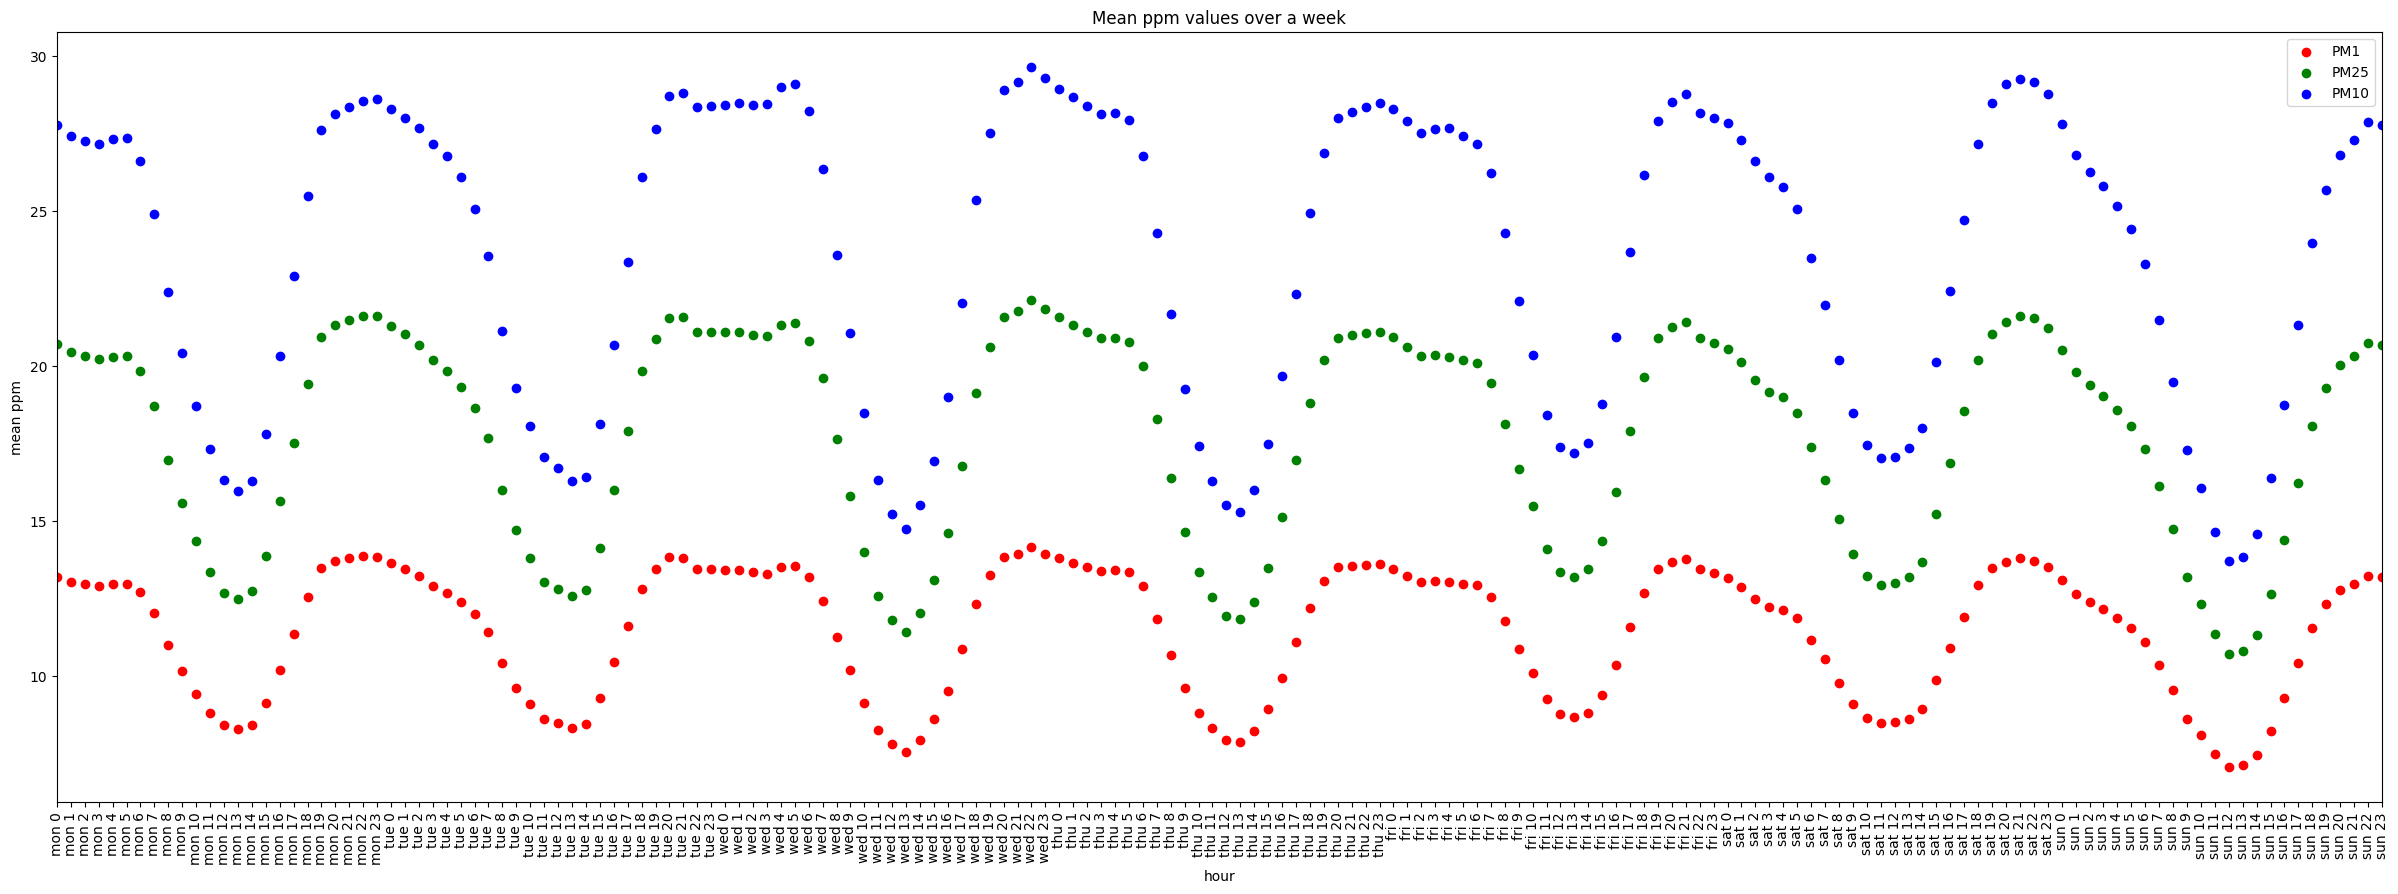 Mean ppm values over a week
PM1
PM25
PM10
mean ppm
30
25
20
15
10
mon 0
mon 1
mon 2
mon 3
mon 4
mon 5
mon 6
mon 7
mon 8
mon 9
mon 10
mon 11
mon 12
mon 13
mon 14
mon 15
mon 16
mon 17
mon 18
mon 19
mon 20
mon 21
mon 22
mon 23
tue 0
tue 1
tue 2
tue 3
tue 4
tue 5
tue 6
tue 7
tue 8
tue 9
tue 10
tue 11
tue 12
tue 13
tue 14
tue 15
tue 16
tue 17
tue 18
tue 19
tue 20
tue 21
tue 22
tue 23
wed 0
wed 1
wed 2
wed 3
wed 4
wed 5
wed 6
wed 7
wed 8
wed 9
wed 10
wed 11
wed 12
wed 13
wed 14
wed 15
wed 16
wed 17
wed 18
wed 19
wed 20
wed 21
wed 22
wed 23
thu 0
thu 1
thu 2
thu 3
thu 4
thu 5
thu 6
thu 7
thu 8
thu 9
thu 10
thu 11
thu 12
thu 13
thu 14
thu 15
thu 16
thu 17
thu 18
thu 19
thu 20
thu 21
thu 22
thu 23
fri 0
fri 1
fri 2
fri 3
fri 4
fri 5
fri 6
fri 7
fri 8
fri 9
fri 10
fri 11
fri 12
fri 13
fri 14
fri 15
fri 16
fri 17
fri 18
fri 19
fri 20
fri 21
fri 22
fri 23
sat 0
sat 1
sat 2
sat 3
sat 4
sat 5
sat 6
sat 7
sat 8
sat 9
sat 10
sat 11
sat 12
sat 13
sat 14
sat 15
sat 16
sat 17
sat 18
sat 19
sat 20
sat 21
sat 22
sat 23
sun 0
sun 1
sun 2
sun 3
sun 4
sun 5
sun 6
sun 7
sun 8
sun 9
sun 10
sun 11
sun 12
sun 13
sun 14
sun 15
sun 16
sun 17
sun 18
sun 19
sun 20
sun 21
sun 22
sun 23
hour